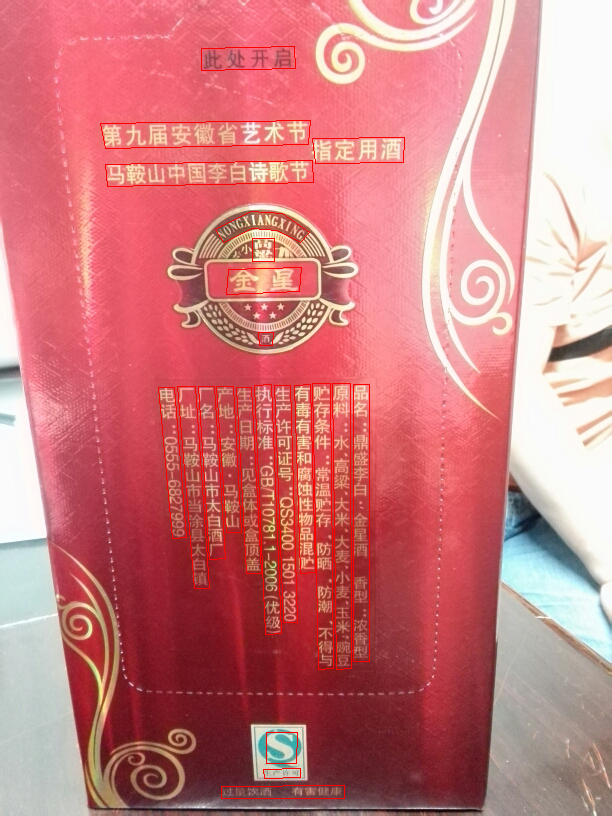 此处开启
第九届安徽省艺术节
指定用酒
马鞍山中国李白诗歌节
NONGXIANGXING
金星
酒
品名：鼎盛李白·金星酒 香型：浓香型
原料：水、高粱、大米、大麦、小麦、玉米、豌豆
贮存条件：常温贮存、防晒、防潮、不得与
有毒有害和腐蚀性物品混贮
生产许可证号：QS3400 1501 3220
执行标准：GB/T10781.1-2006(优级)
生产日期：见盒体或盒顶盖
产地：安徽·马鞍山
厂名：马鞍山市太白酒厂
厂址：马鞍山市当涂县太白镇
电话：0555-6827999
S
生产许可
过量饮酒 有害健康